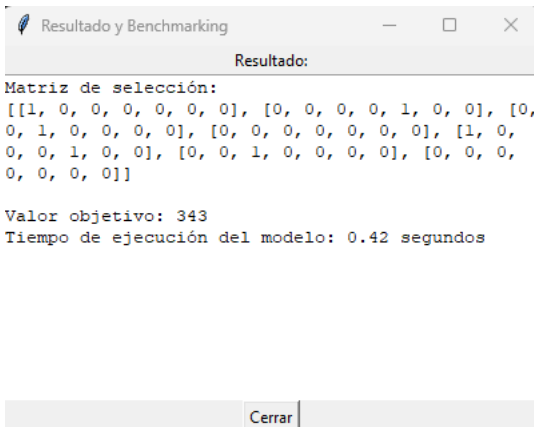 Resultado y Benchmarking
Resultado:
Matriz de selección:
[[1, 0, 0, 0, 0, 0, 0], [0, 0, 0, 0, 1, 0, 0], [0,
0, 1, 0, 0, 0, 0], [0, 0, 0, 0, 0, 0, 0], [1, 0,
0, 0, 1, 0, 0], [0, 0, 1, 0, 0, 0, 0], [0, 0, 0,
0, 0, 0, 0]]
Valor objetivo: 343
Tiempo de ejecución del modelo: 0.42 segundos
Cerrar